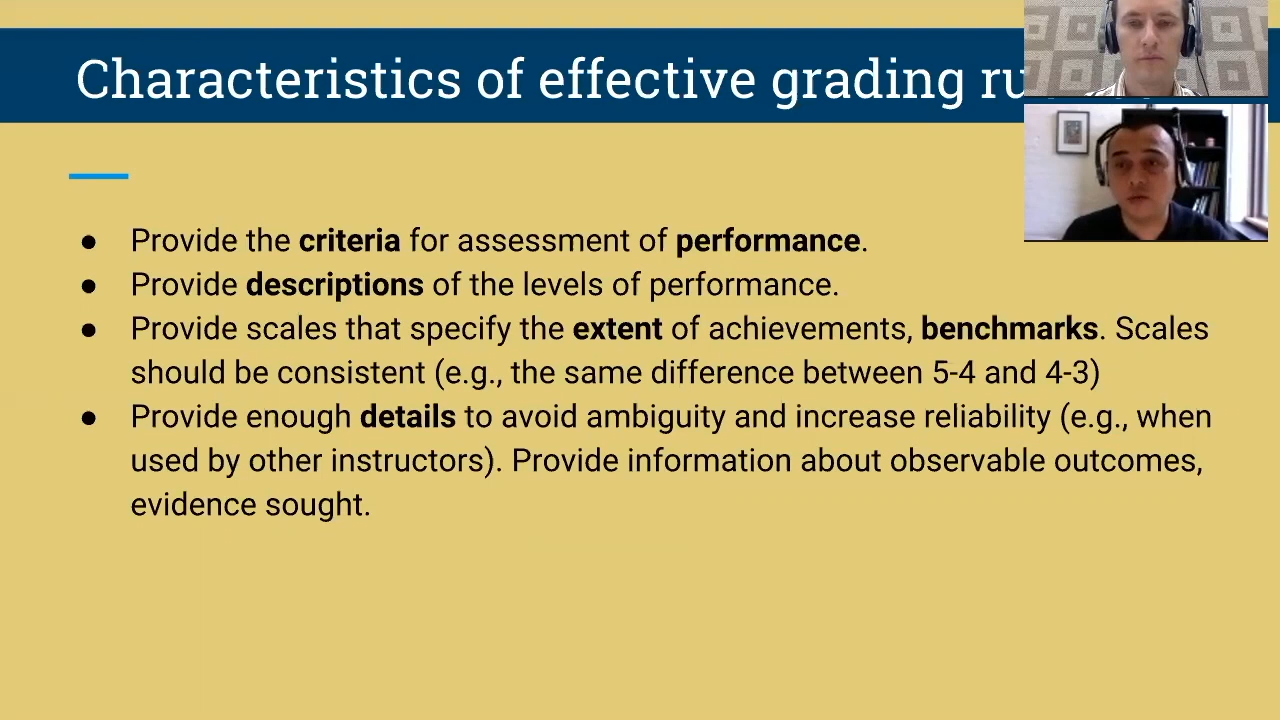 Characteristics of effective grading
● Provide the criteria for assessment of performance.
● Provide descriptions of the levels of performance.
● Provide scales that specify the extent of achievements, benchmarks. Scales
should be consistent (e.g., the same difference between 5-4 and 4-3)
● Provide enough details to avoid ambiguity and increase reliability (e.g., when
used by other instructors). Provide information about observable outcomes,
evidence sought.